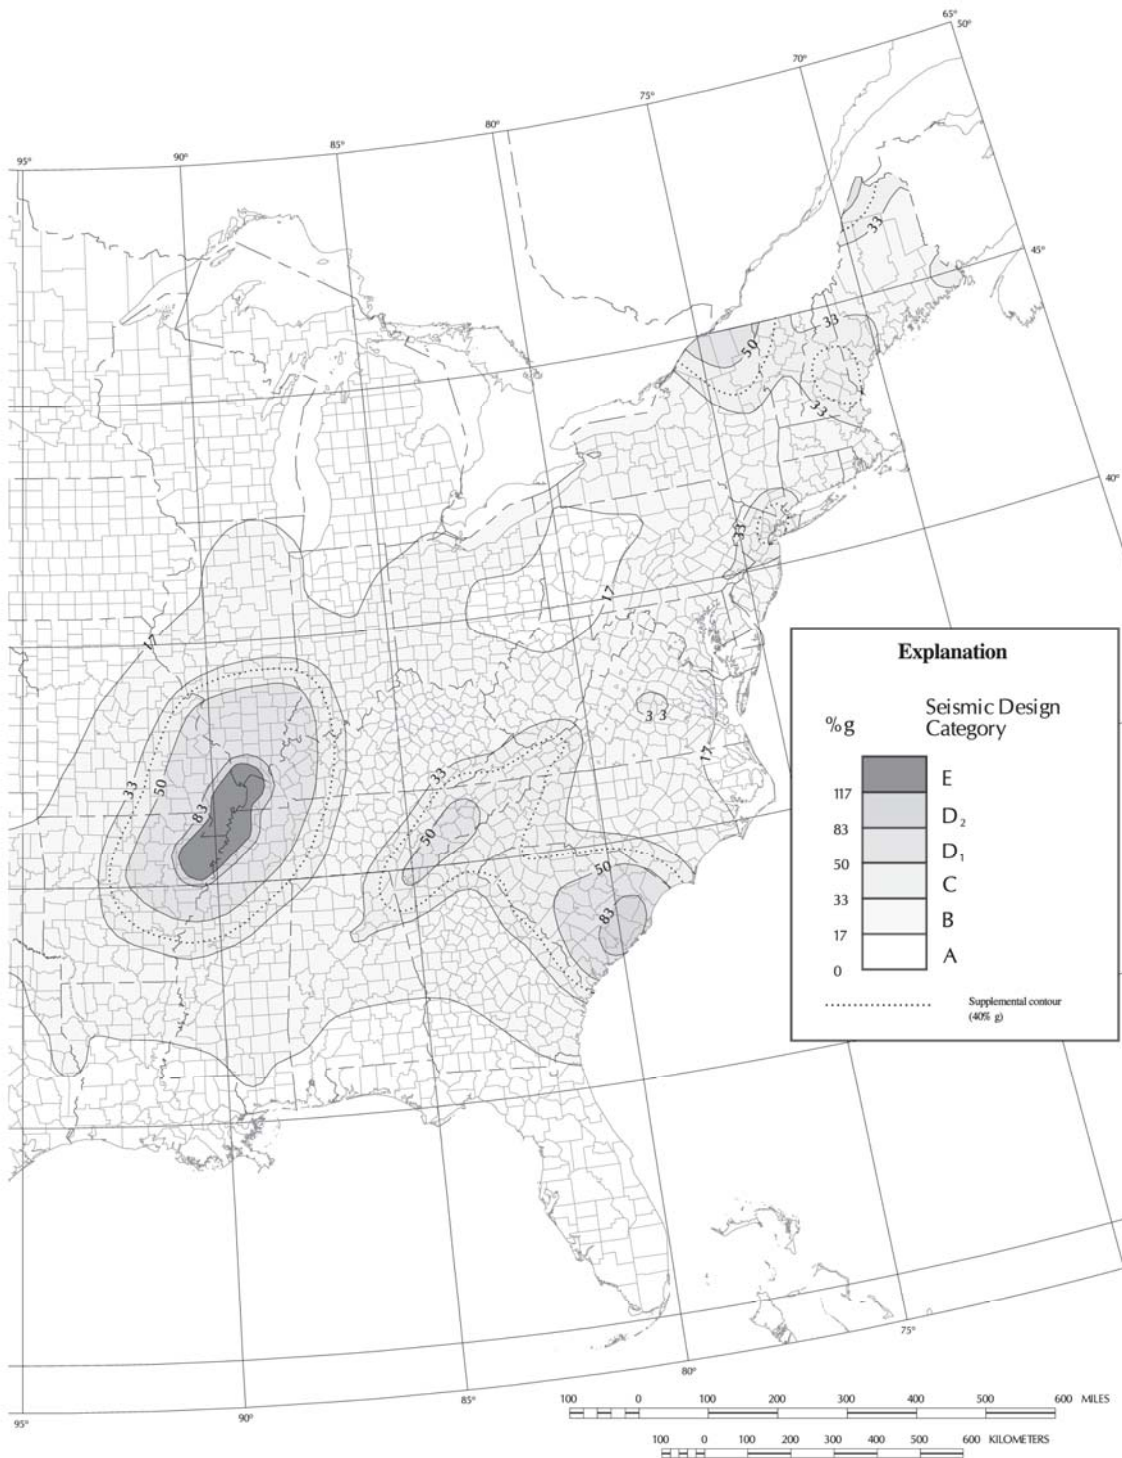 65°
50°
70°
75°
80°
85°
90°
95°
33
45°
33
50
33
40°
33
17
17
Explanation
%g
Seismic Design
Category
33
17
33
33
50
83
50
50
83
E
117
D2
83
D1
50
C
33
B
17
A
0
Supplemental contour
(40% g)
75°
80°
85°
90°
95°
100 0 100 200 300 400 500 600 MILES
100 0 100 200 300 400 500 600 KILOMETERS